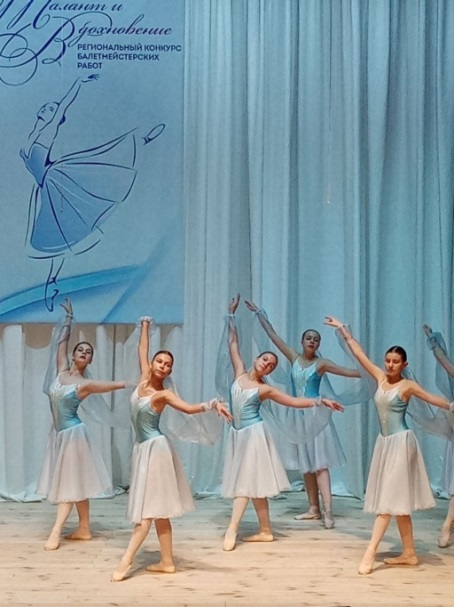 Талант и
Вдохновение
РЕГИОНАЛЬНЫЙ КОНКУРС
БАЛЕТМЕЙСТЕРСКИХ
РАБОТ